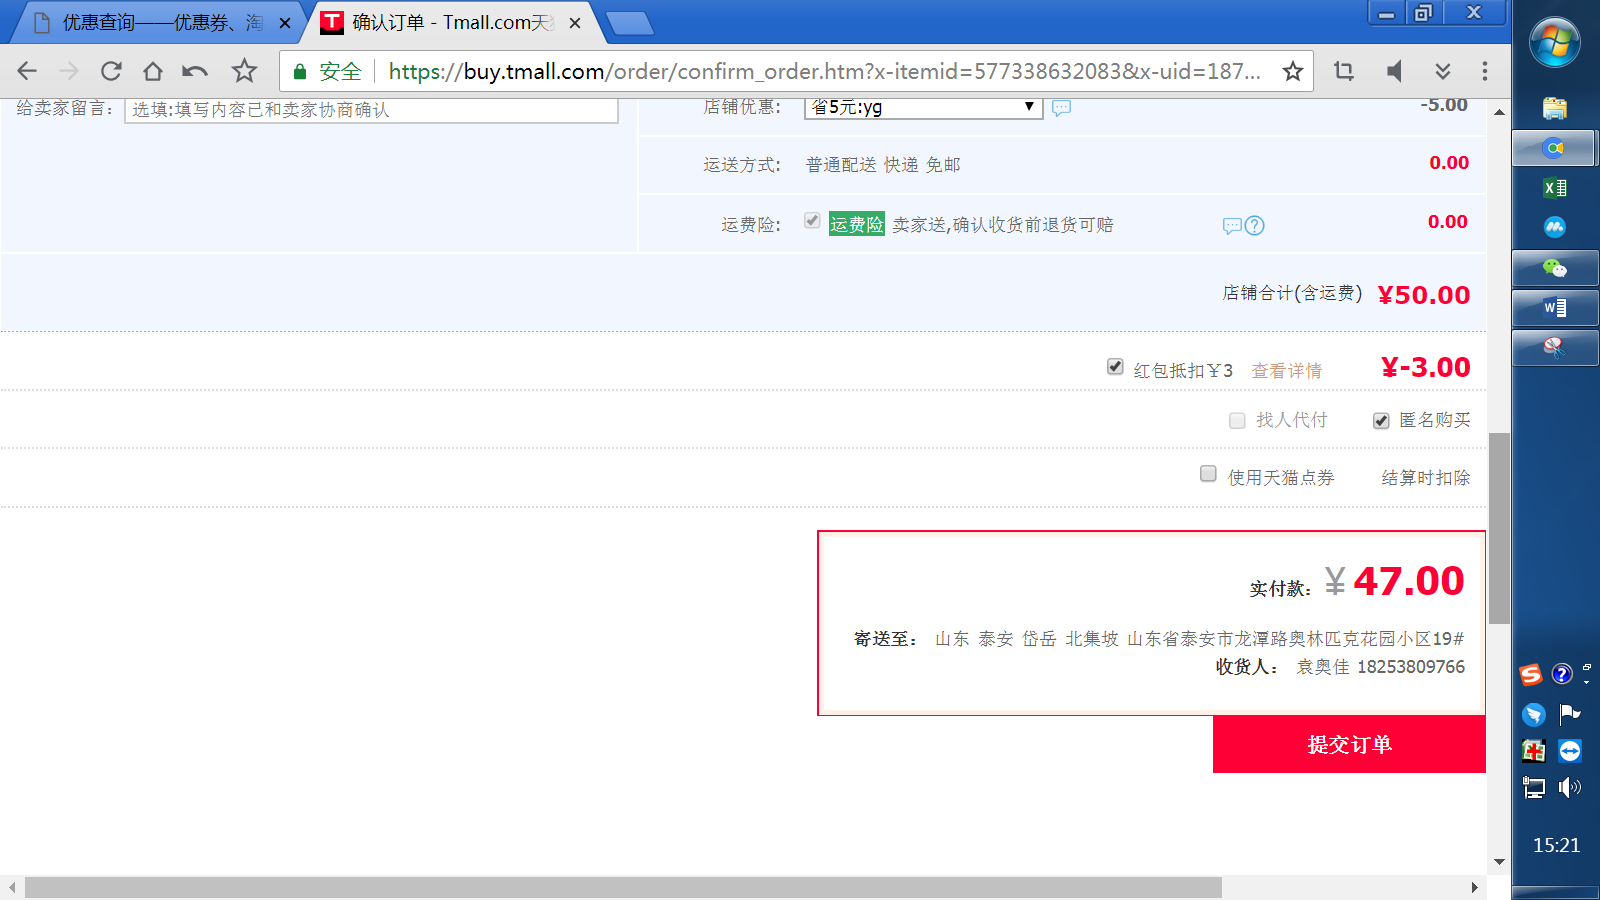 优惠查询——优惠券、淘
确认订单 - Tmall.com天
安全
https://buy.tmall.com/order/confirm_order.htm?x-itemid=577338632083&x-uid=187...
给卖家留言:
选填:填写内容己和卖家协商确认
店铺优惠:
省5元:yg
-5.00
运送方式:
普通配送 快递 免邮
0.00
运费险:
运费险 卖家送,确认收货前退货可赔
0.00
店铺合计(含运费) ¥50.00
红包抵扣¥3 查看详情 ¥-3.00
找人代付 匿名购买
使用天猫点券 结算时扣除
实付款: ¥47.00
寄送至: 山东 泰安 岱岳 北集坡 山东省泰安市龙潭路奥林匹克花园小区19#
收货人: 袁奥佳 18253809766
提交订单
15:21